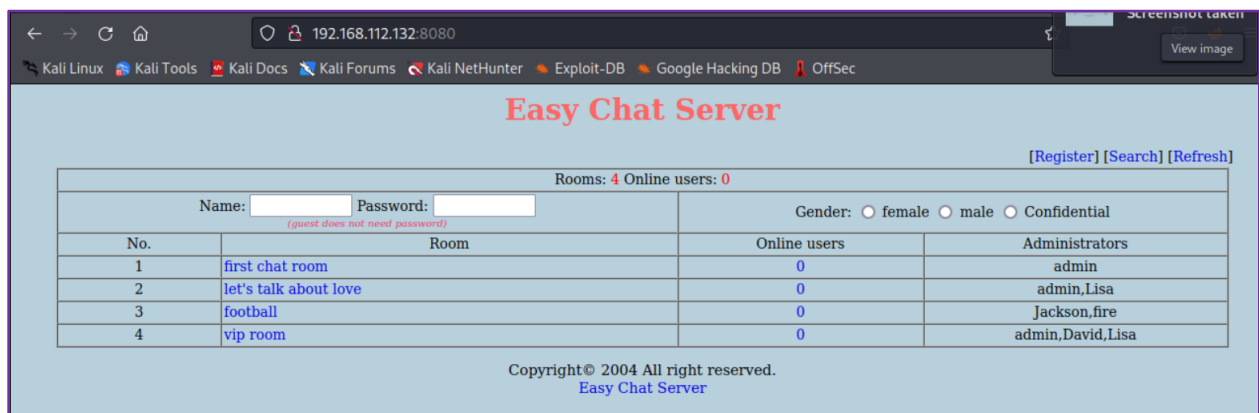 Screenshot taken
View image
192.168.112.132:8080
Kali Linux Kali Tools Kali Docs Kali Forums Kali NetHunter Exploit-DB Google Hacking DB OffSec
Easy Chat Server
[Register] [Search] [Refresh]
Rooms: 4 Online users: 0
Name: Password: Gender: female male Confidential
(guest does not need password)
No. Room Online users Administrators
1 first chat room 0 admin
2 let's talk about love 0 admin,Lisa
3 football 0 Jackson,fire
4 vip room 0 admin,David,Lisa
Copyright© 2004 All right reserved.
Easy Chat Server